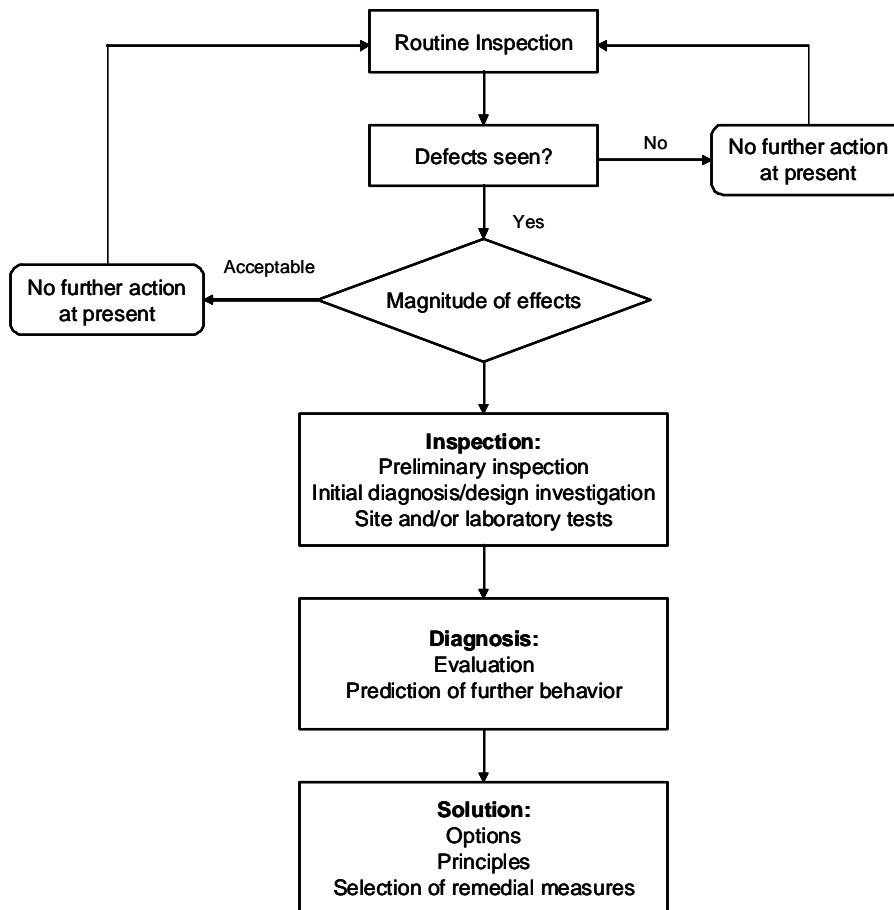 Routine Inspection
Defects seen?
No
No further action
at present
Yes
Acceptable
No further action
at present
Magnitude of effects
Inspection:
Preliminary inspection
Initial diagnosis/design investigation
Site and/or laboratory tests
Diagnosis:
Evaluation
Prediction of further behavior
Solution:
Options
Principles
Selection of remedial measures